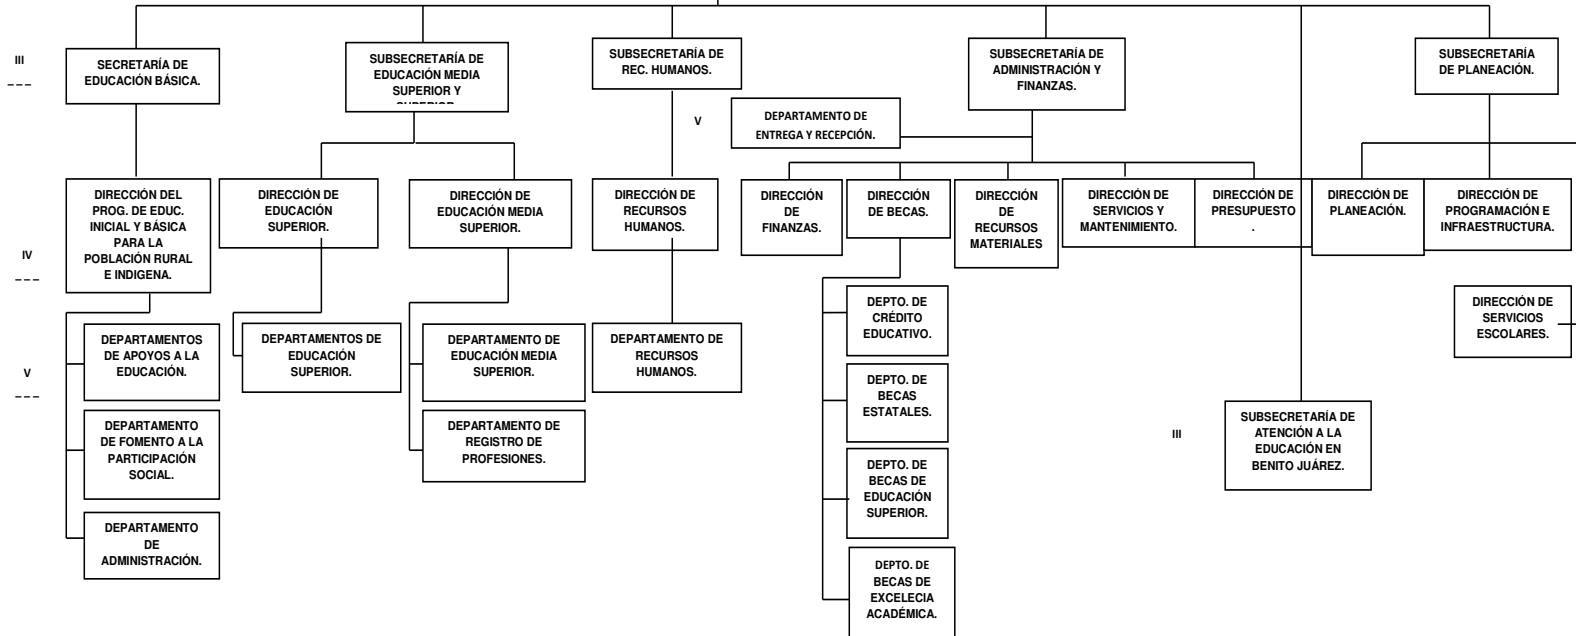 III
SECRETARÍA DE
EDUCACIÓN BÁSICA.
SUBSECRETARÍA DE
EDUCACIÓN MEDIA
SUPERIOR Y
SUPERIOR
SUBSECRETARÍA DE
REC. HUMANOS.
SUBSECRETARÍA DE
ADMINISTRACIÓN Y
FINANZAS.
SUBSECRETARÍA
DE PLANEACIÓN.
V
DEPARTAMENTO DE
ENTREGA Y RECEPCIÓN.
IV
DIRECCIÓN DEL
PROG. DE EDUC.
INICIAL Y BÁSICA
PARA LA
POBLACIÓN RURAL
E INDIGENA.
DIRECCIÓN DE
EDUCACIÓN
SUPERIOR.
DIRECCIÓN DE
EDUCACIÓN MEDIA
SUPERIOR.
DIRECCIÓN DE
RECURSOS
HUMANOS.
DIRECCIÓN
DE
FINANZAS.
DIRECCIÓN
DE BECAS.
DIRECCIÓN
DE
RECURSOS
MATERIALES
DIRECCIÓN DE
SERVICIOS Y
MANTENIMIENTO.
DIRECCIÓN DE
PRESUPUESTO
.
DIRECCIÓN DE
PLANEACIÓN.
DIRECCIÓN DE
PROGRAMACIÓN E
INFRAESTRUCTURA.
V
DEPARTAMENTOS
DE APOYOS A LA
EDUCACIÓN.
DEPARTAMENTO
DE FOMENTO A LA
PARTICIPACIÓN
SOCIAL.
DEPARTAMENTO
DE
ADMINISTRACIÓN.
DEPARTAMENTOS DE
EDUCACIÓN
SUPERIOR.
DEPARTAMENTO DE
EDUCACIÓN MEDIA
SUPERIOR.
DEPARTAMENTO DE
REGISTRO DE
PROFESIONES.
DEPARTAMENTO DE
RECURSOS
HUMANOS.
DEPTO. DE
CRÉDITO
EDUCATIVO.
DEPTO. DE
BECAS
ESTATALES.
DEPTO. DE
BECAS DE
EDUCACIÓN
SUPERIOR.
DEPTO. DE
BECAS DE
EXCELECIA
ACADÉMICA.
DIRECCIÓN DE
SERVICIOS
ESCOLARES.
III
SUBSECRETARÍA DE
ATENCIÓN A LA
EDUCACIÓN EN
BENITO JUÁREZ.